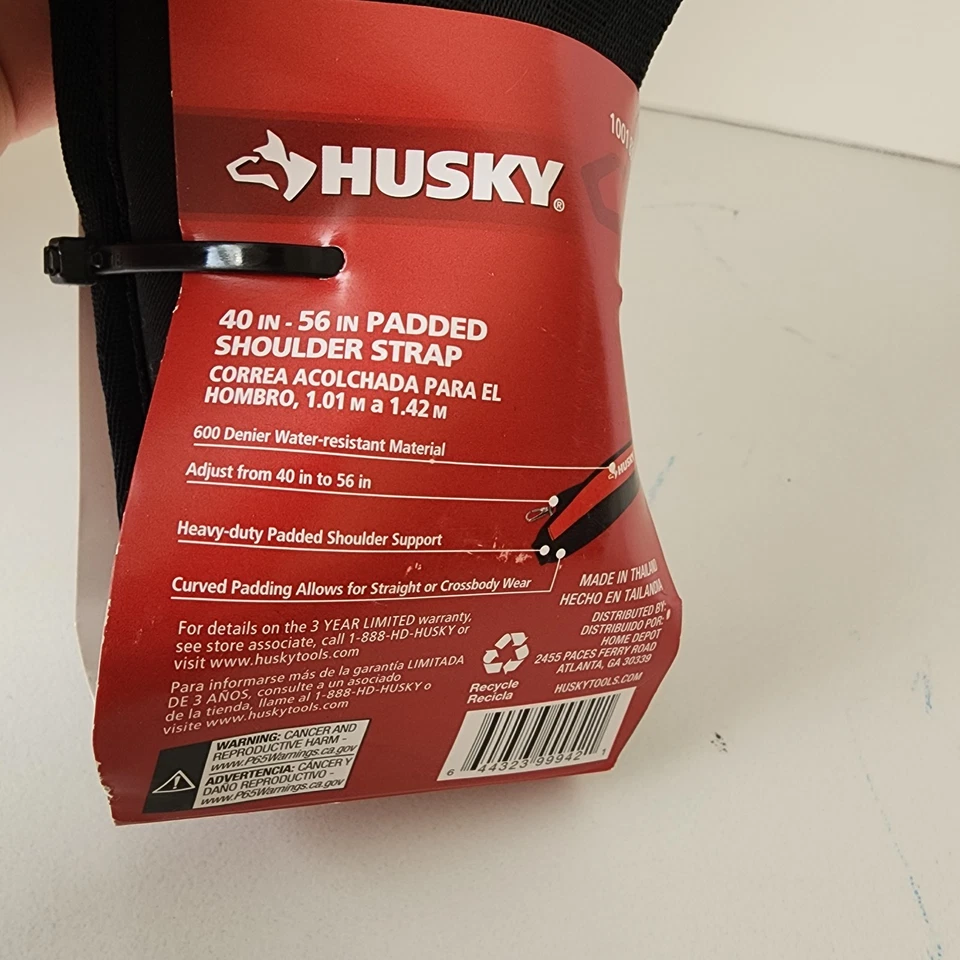 HUSKY®
40 IN - 56 IN PADDED
SHOULDER STRAP
CORREA ACOLCHADA PARA EL
HOMBRO, 1.01 M a 1.42 M
600 Denier Water-resistant Material
Adjust from 40 in to 56 in
Heavy-duty Padded Shoulder Support
Curved Padding Allows for Straight or Crossbody Wear
HUSKY
For details on the 3 YEAR LIMITED warranty,
see store associate, call 1-888-HD-HUSKY or
visit www.huskytools.com
Para informarse más de la garantía LIMITADA
DE 3 AÑOS, consulte a un asociado
de la tienda, llame al 1-888-HD-HUSKY o
visite www.huskytools.com
WARNING: CANCER AND
REPRODUCTIVE HARM -
www.P65Warnings.ca.gov
ADVERTENCIA: CÁNCER Y
DAÑO REPRODUCTIVO -
www.P65Warnings.ca.gov
Recycle
Recicla
MADE IN THAILAND
HECHO EN TAILANDIA
DISTRIBUTED BY:
DISTRIBUIDO POR:
HOME DEPOT
2455 PACES FERRY ROAD
ATLANTA, GA 30339
HUSKYTOOLS.COM
6 44323 99942 1